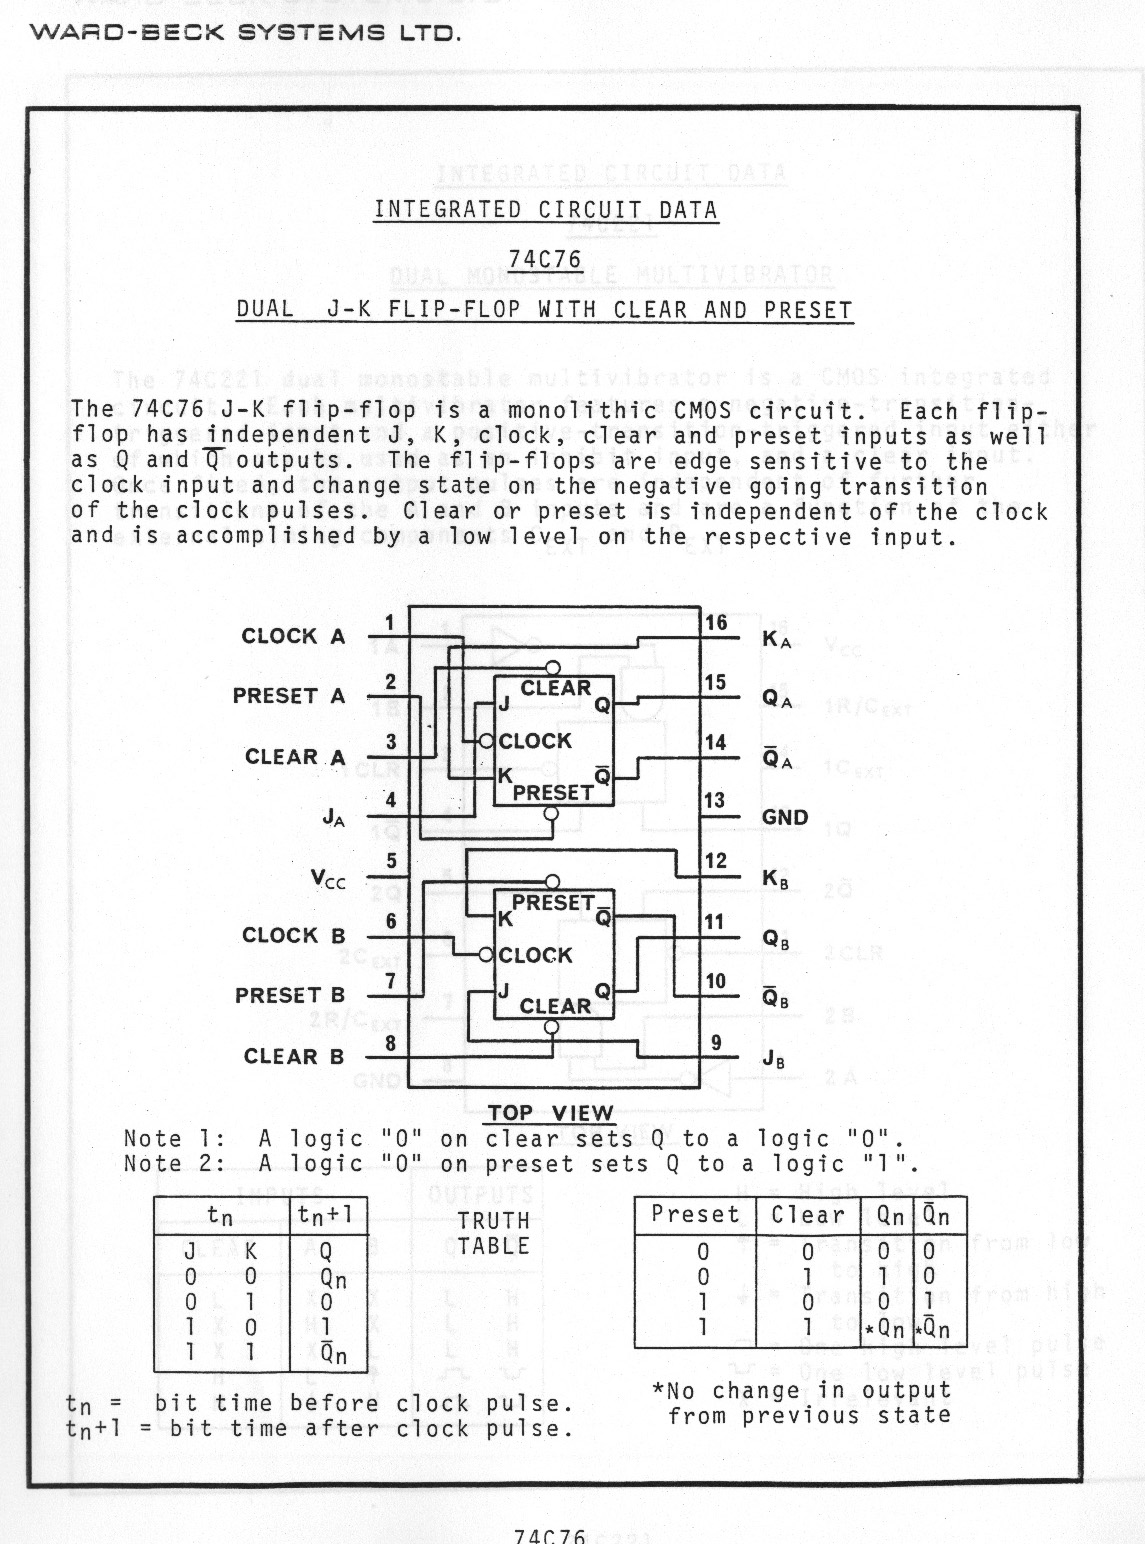 WARD-BECK SYSTEMS LTD.
INTEGRATED CIRCUIT DATA
74C76
DUAL J-K FLIP-FLOP WITH CLEAR AND PRESET
The 74C76 J-K flip-flop is a monolithic CMOS circuit. Each flip-
flop has independent J, K, clock, clear and preset inputs as well
as Q and Q̅ outputs. The flip-flops are edge sensitive to the
clock input and change state on the negative going transition
of the clock pulses. Clear or preset is independent of the clock
and is accomplished by a low level on the respective input.
CLOCK A 1 16 KA
PRESET A 2 15 QA
CLEAR A 3 14 Q̅A
JA 4 13 GND
VCC 5 12 KB
CLOCK B 6 11 QB
PRESET B 7 10 Q̅B
CLEAR B 8 9 JB
CLEAR
J Q
CLOCK
K Q̅
PRESET
PRESET
K Q̅
CLOCK
J Q
CLEAR
TOP VIEW
Note 1: A logic "0" on clear sets Q to a logic "0".
Note 2: A logic "0" on preset sets Q to a logic "1".
tn tn+1
J K Q
0 0 Qn
0 1 0
1 0 1
1 1 Q̅n
TRUTH
TABLE
Preset Clear Qn Q̅n
0 0 0 0
0 1 1 0
1 0 0 1
1 1 *Qn *Q̅n
tn = bit time before clock pulse.
tn+1 = bit time after clock pulse.
*No change in output
from previous state
74C76